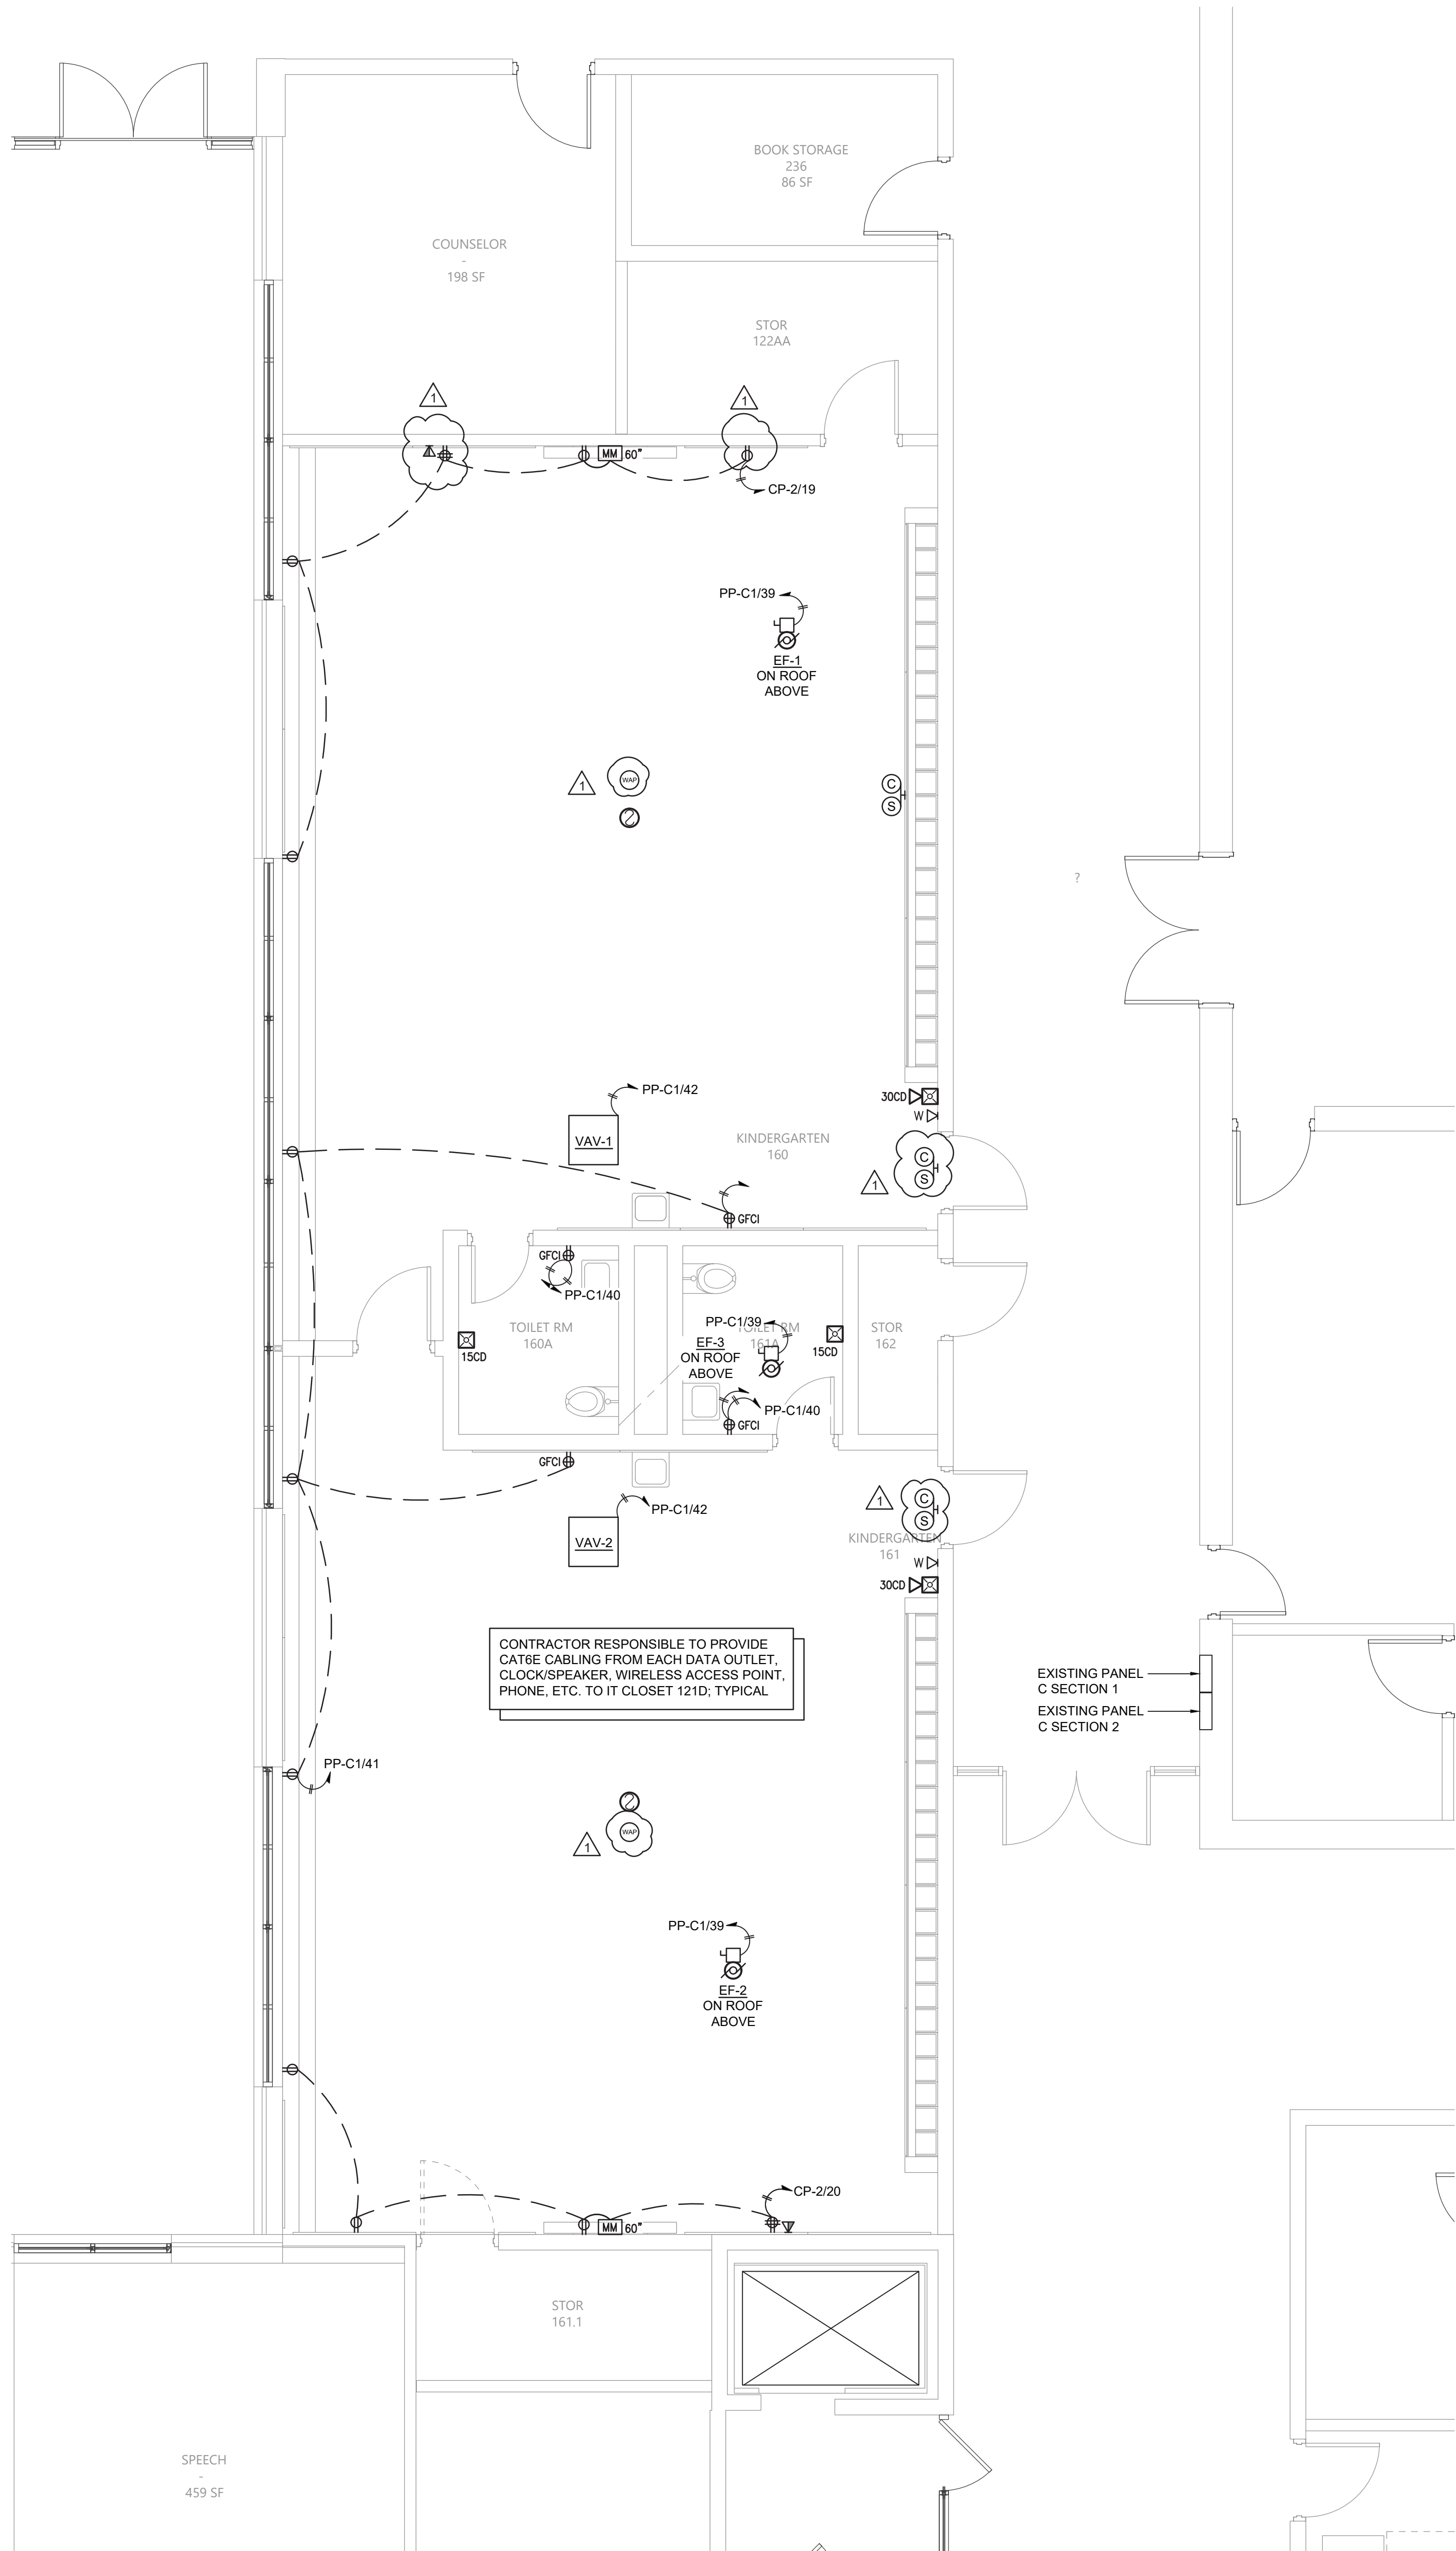 BOOK STORAGE
236
86 SF
COUNSELOR
-
198 SF
STOR
122AA
1
1
MM 60"
CP-2/19
PP-C1/39
EF-1
ON ROOF
ABOVE
1
WAP
C
S
?
30CD
W
PP-C1/42
VAV-1
KINDERGARTEN
160
C
S
1
GFCI
GFCI
PP-C1/40
TOILET RM
160A
15CD
PP-C1/39
TOILET RM
161A
EF-3
ON ROOF
ABOVE
15CD
STOR
162
PP-C1/40
GFCI
GFCI
PP-C1/42
VAV-2
1
C
S
KINDERGARTEN
161
W
30CD
CONTRACTOR RESPONSIBLE TO PROVIDE
CAT6E CABLING FROM EACH DATA OUTLET,
CLOCK/SPEAKER, WIRELESS ACCESS POINT,
PHONE, ETC. TO IT CLOSET 121D; TYPICAL
EXISTING PANEL
C SECTION 1
EXISTING PANEL
C SECTION 2
PP-C1/41
1
WAP
PP-C1/39
EF-2
ON ROOF
ABOVE
CP-2/20
MM 60"
STOR
161.1
SPEECH
-
459 SF